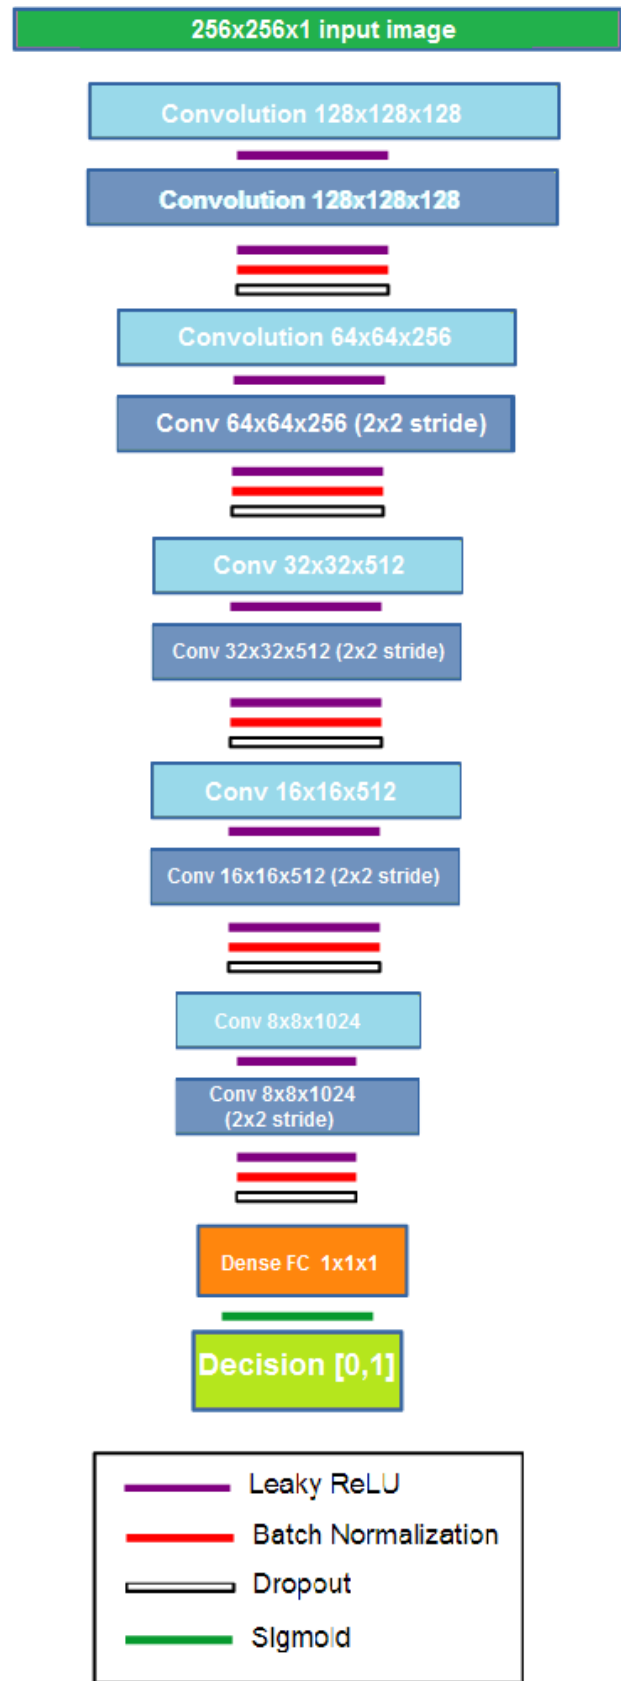 256x256x1 input image
Convolution 128x128x128
Convolution 128x128x128
Convolution 64x64x256
Conv 64x64x256 (2x2 stride)
Conv 32x32x512
Conv 32x32x512 (2x2 stride)
Conv 16x16x512
Conv 16x16x512 (2x2 stride)
Conv 8x8x1024
Conv 8x8x1024
(2x2 stride)
Dense FC 1x1x1
Decision [0,1]
Leaky ReLU
Batch Normalization
Dropout
SIgmoId